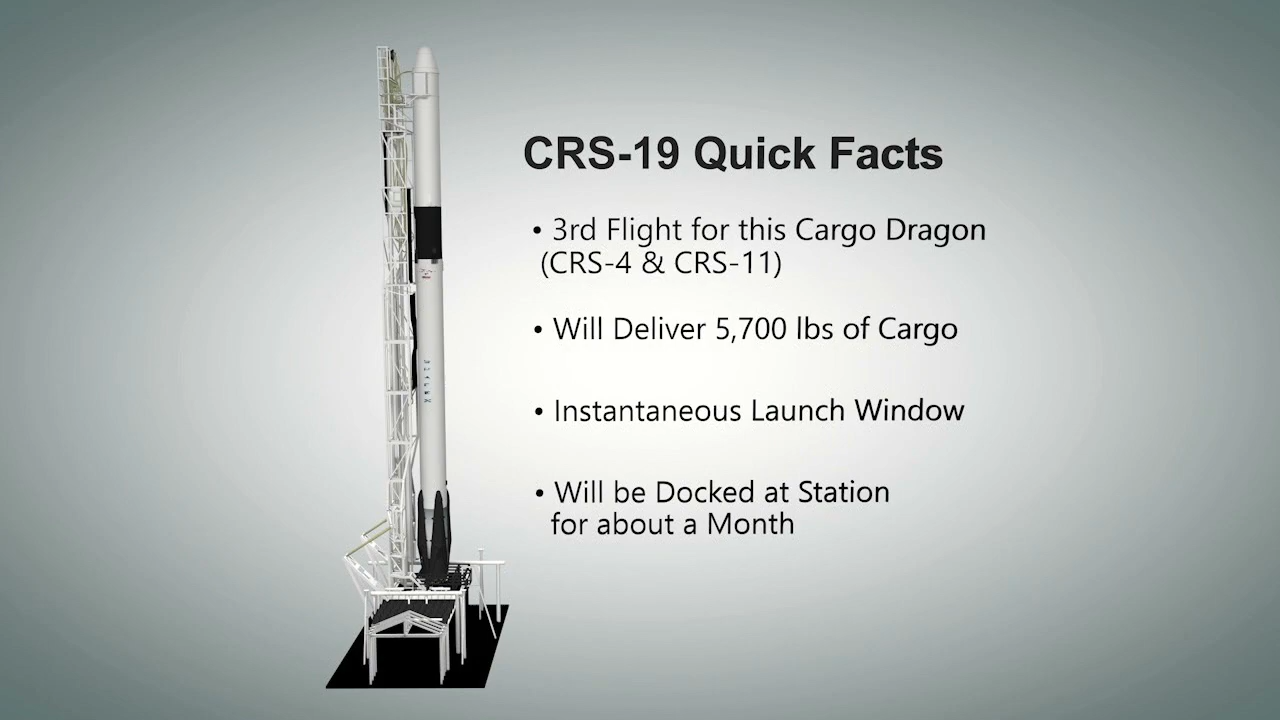 CRS-19 Quick Facts
• 3rd Flight for this Cargo Dragon
(CRS-4 & CRS-11)
• Will Deliver 5,700 lbs of Cargo
• Instantaneous Launch Window
• Will be Docked at Station
for about a Month